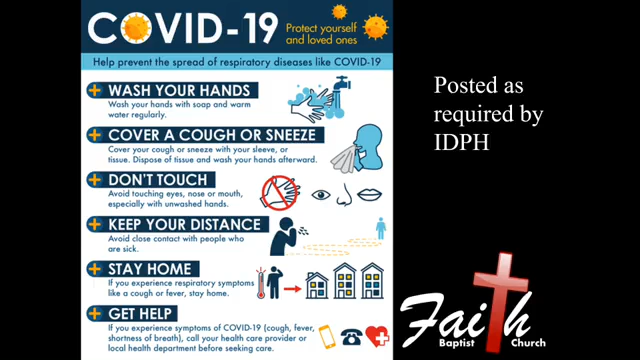 COVID-19
Protect yourself
and loved ones
Help prevent the spread of respiratory diseases like COVID-19
WASH YOUR HANDS
Wash your hands with soap and warm
water regularly.
COVER A COUGH OR SNEEZE
Cover your cough or sneeze with your sleeve, or
tissue. Dispose of tissue and wash your hands afterward.
DON'T TOUCH
Avoid touching eyes, nose or mouth,
especially with unwashed hands.
KEEP YOUR DISTANCE
Avoid close contact with people who
are sick.
STAY HOME
If you experience respiratory symptoms
like a cough or fever, stay home.
GET HELP
If you experience symptoms of COVID-19 (cough, fever,
shortness of breath), call your health care provider or
local health department before seeking care.
Posted as
required by
IDPH
Faith
Baptist Church